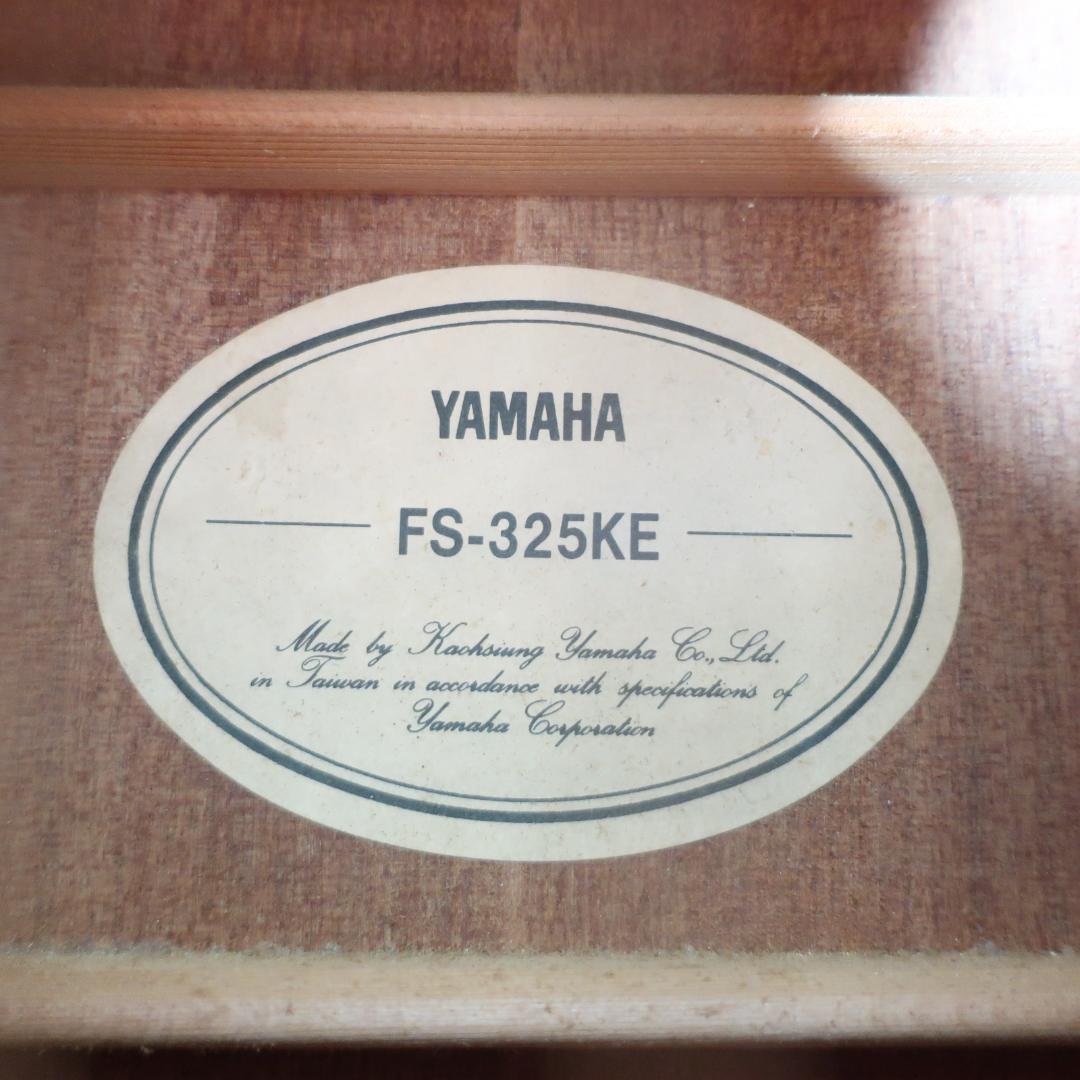 YAMAHA
FS-325KE
Made by Kaohsiung Yamaha Co., Ltd.
in Taiwan in accordance with specifications of
Yamaha Corporation